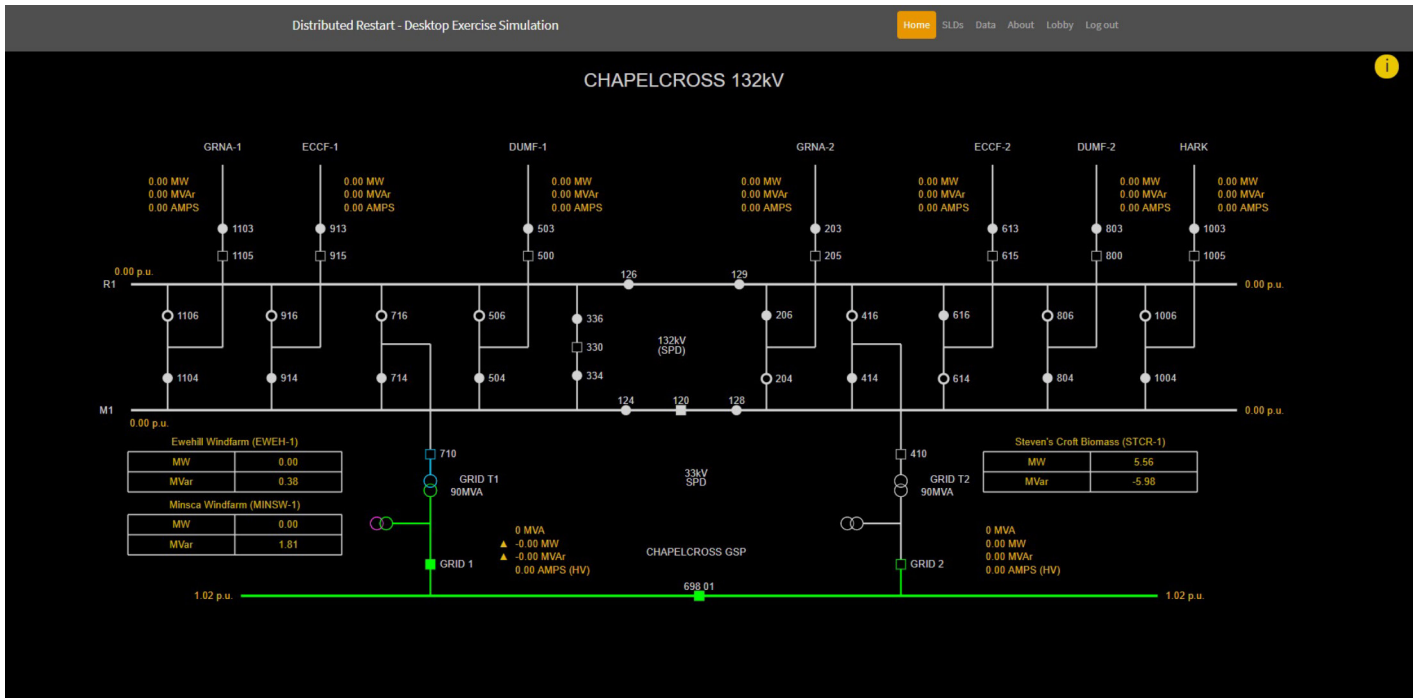 Distributed Restart - Desktop Exercise Simulation
Home SLDs Data About Lobby Log out
i
CHAPELCROSS 132kV
GRNA-1 ECCF-1 DUMF-1 GRNA-2 ECCF-2 DUMF-2 HARK
0.00 MW 0.00 MW 0.00 MW 0.00 MW 0.00 MW 0.00 MW 0.00 MW
0.00 MVAr 0.00 MVAr 0.00 MVAr 0.00 MVAr 0.00 MVAr 0.00 MVAr 0.00 MVAr
0.00 AMPS 0.00 AMPS 0.00 AMPS 0.00 AMPS 0.00 AMPS 0.00 AMPS 0.00 AMPS
1103 913 503 203 613 803 1003
1105 915 500 205 615 800 1005
0.00 p.u. 126 129
R1 0.00 p.u.
1106 916 716 506 336 206 416 616 806 1006
330 132kV
(SPD)
1104 914 714 504 334 204 414 614 804 1004
124 120 128
M1 0.00 p.u.
0.00 p.u.
Ewehill Windfarm (EWEH-1) Steven's Croft Biomass (STCR-1)
710 410
MW 0.00 MW 5.56
MVar 0.38 MVar -5.98
33kV
SPD
GRID T1 GRID T2
90MVA 90MVA
Minsca Windfarm (MINSW-1)
MW 0.00
MVar 1.81
0 MVA 0 MVA
▲ -0.00 MW 0.00 MW
▲ -0.00 MVAr 0.00 MVAr
0.00 AMPS (HV) 0.00 AMPS (HV)
CHAPELCROSS GSP
GRID 1 GRID 2
698 01
1.02 p.u. 1.02 p.u.